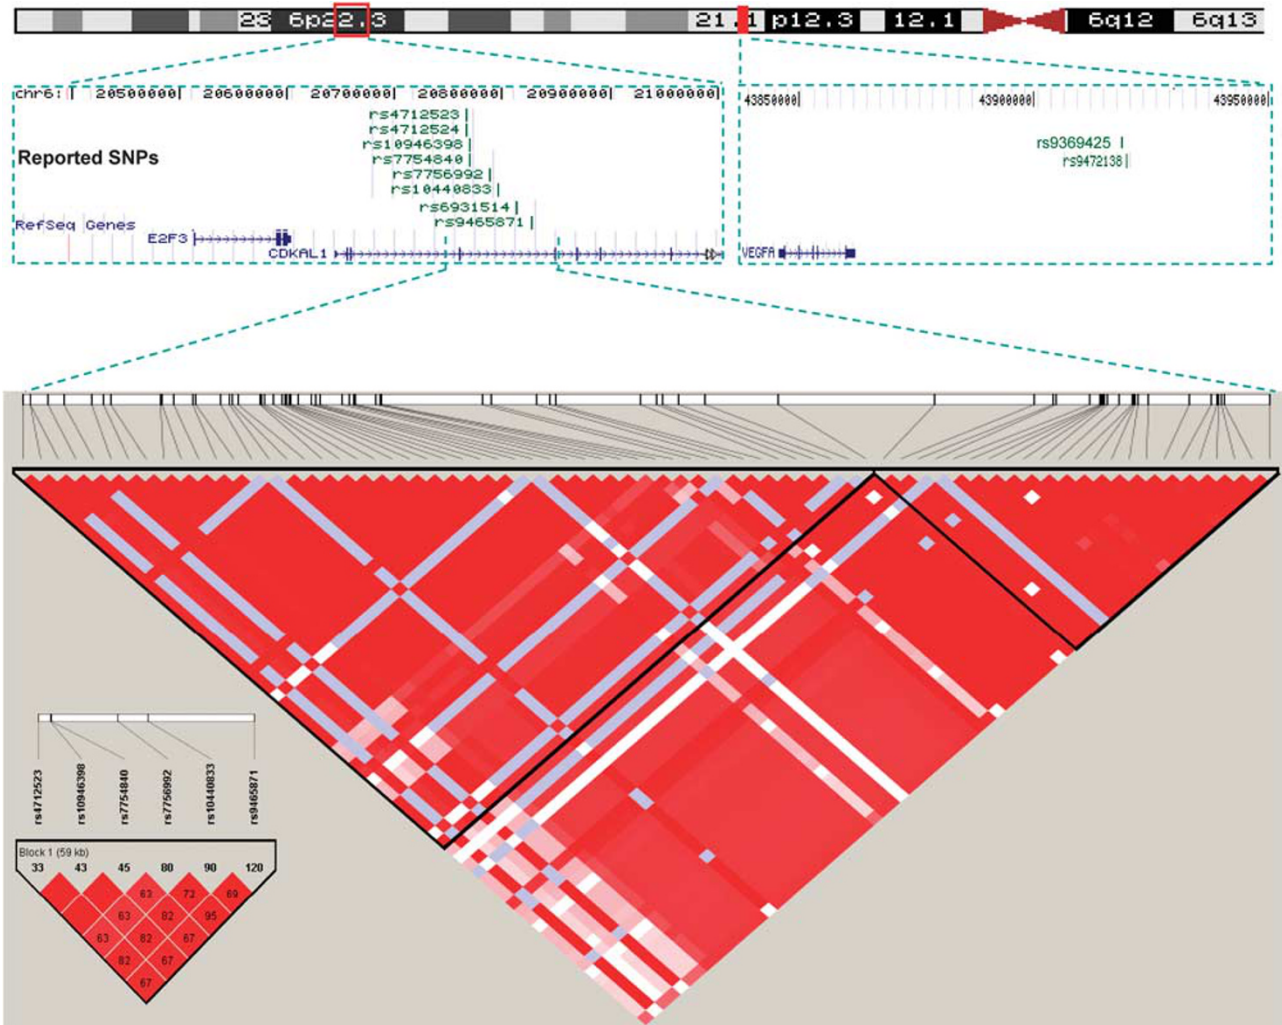 23 6p22.3 21.1 p12.3 12.1 6q12 6q13
chr6: 20500000 20600000 20700000 20800000 20900000 21000000
43850000 43900000 43950000
rs4712523
rs4712524
rs10946398
rs7754840
rs7756992
rs10440833
rs6931514
rs9465871
Reported SNPs
rs9369425
rs9472138
RefSeq Genes
E2F3
CDKAL1
VEGFA
rs4712523
rs10946398
rs7754840
rs7756992
rs10440833
rs9465871
Block 1 (59 kb)
33 43 45 80 90 120
63 73 69
63 82 95
63 82 67
82 67
67